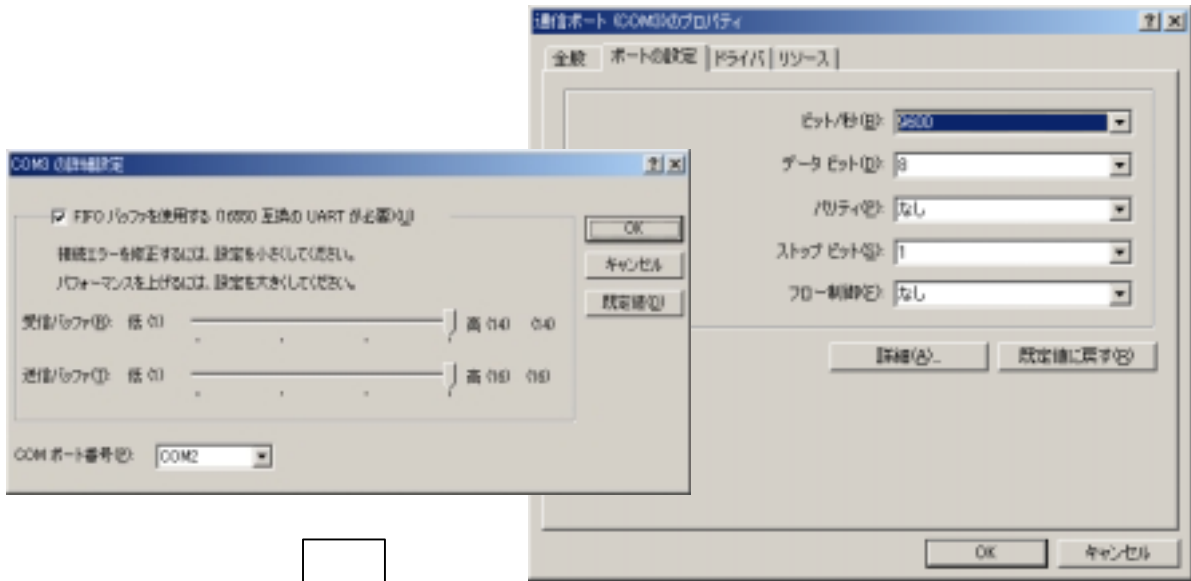 通信ポート (COM3)のプロパティ
全般 ポートの設定 ドライバ リソース
ビット/秒(B): 9600
データ ビット(D): 8
パリティ(P): なし
ストップ ビット(S): 1
フロー制御(F): なし
詳細(A)... 既定値に戻す(R)
OK キャンセル
COM3 の詳細設定
FIFO バッファを使用する (16550 互換の UART が必要)(U)
接続エラーを修正するには、設定を小さくしてください。
パフォーマンスを上げるには、設定を大きくしてください。
受信バッファ(R): 低 (1) 高 (14) (14)
送信バッファ(T): 低 (1) 高 (16) (16)
COM ポート番号(P): COM2
OK
キャンセル
既定値(D)